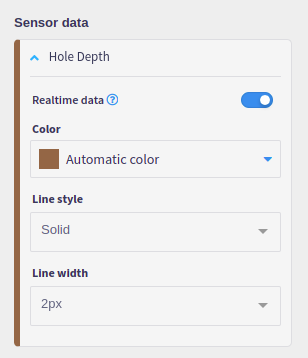 Sensor data
Hole Depth
Realtime data ?
Color
Automatic color
Line style
Solid
Line width
2px